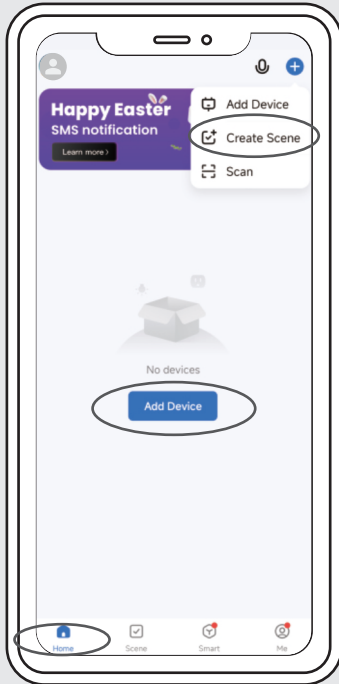 Happy Easter
SMS notification
Learn more >
Add Device
Create Scene
Scan
No devices
Add Device
Home
Scene
Smart
Me